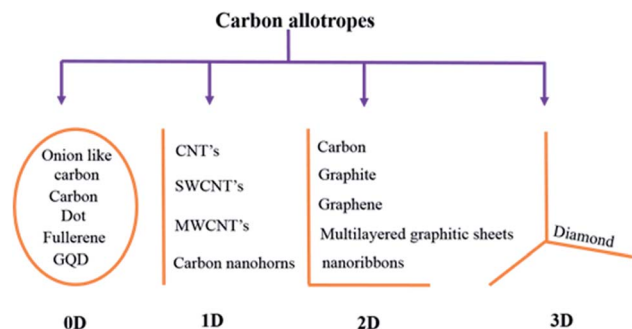 Carbon allotropes
Onion like
carbon
Carbon
Dot
Fullerene
GQD
0D
CNT's
SWCNT's
MWCNT's
Carbon nanohorns
1D
Carbon
Graphite
Graphene
Multilayered graphitic sheets
nanoribbons
2D
Diamond
3D